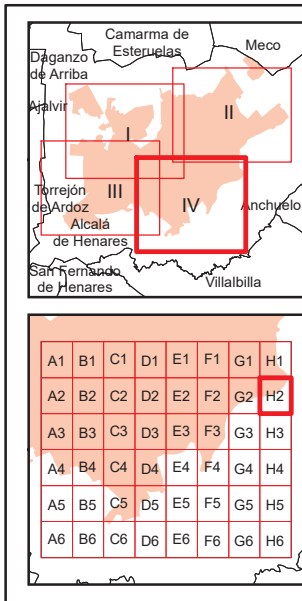 Camarma de
Esteruelas
Meco
Daganzo
de Arriba
Ajalvir
II
I
Torrejón
de Ardoz
III
IV
Anchuelo
Alcalá
de Henares
San Fernando
de Henares
Villalbilla
A1 B1 C1 D1 E1 F1 G1 H1
A2 B2 C2 D2 E2 F2 G2 H2
A3 B3 C3 D3 E3 F3 G3 H3
A4 B4 C4 D4 E4 F4 G4 H4
A5 B5 C5 D5 E5 F5 G5 H5
A6 B6 C6 D6 E6 F6 G6 H6